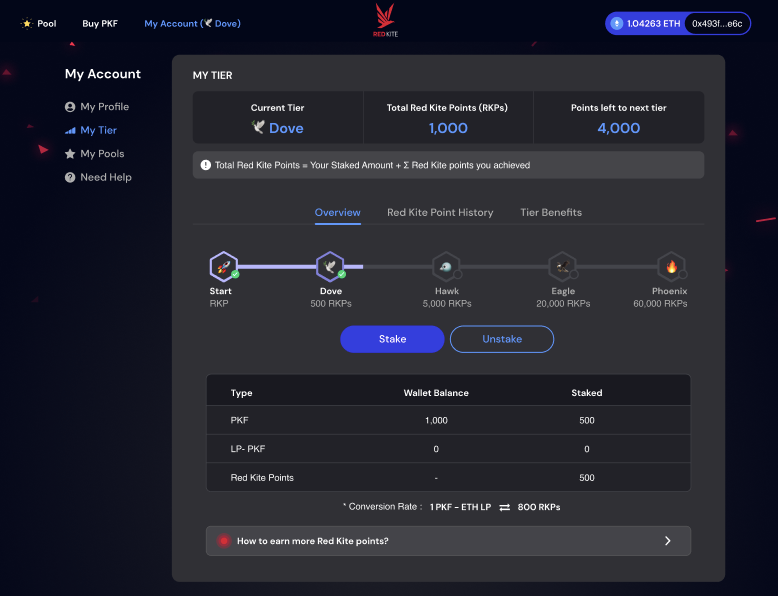 Pool
Buy PKF
My Account (🕊 Dove)
REDKITE
1.04263 ETH
0x493f...e6c
My Account
My Profile
My Tier
My Pools
Need Help
MY TIER
Current Tier
Total Red Kite Points (RKPs)
Points left to next tier
Dove
1,000
4,000
Total Red Kite Points = Your Staked Amount + Σ Red Kite points you achieved
Overview
Red Kite Point History
Tier Benefits
Start
Dove
Hawk
Eagle
Phoenix
RKP
500 RKPs
5,000 RKPs
20,000 RKPs
60,000 RKPs
Stake
Unstake
Type Wallet Balance Staked
PKF 1,000 500
LP- PKF 0 0
Red Kite Points - 500
* Conversion Rate : 1 PKF - ETH LP ⇄ 800 RKPs
How to earn more Red Kite points?